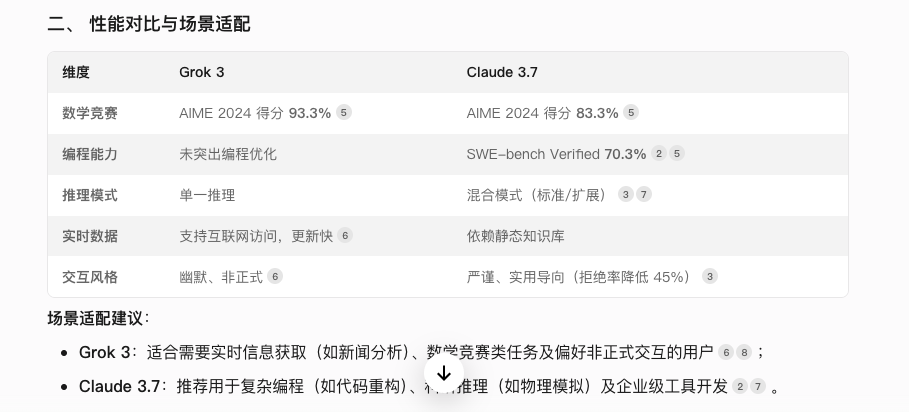 二、 性能对比与场景适配
维度 Grok 3 Claude 3.7
数学竞赛 AIME 2024 得分 93.3% 5 AIME 2024 得分 83.3% 5
编程能力 未突出编程优化 SWE-bench Verified 70.3% 2 5
推理模式 单一推理 混合模式（标准/扩展） 3 7
实时数据 支持互联网访问，更新快 6 依赖静态知识库
交互风格 幽默、非正式 6 严谨、实用导向（拒绝率降低 45%） 3
场景适配建议：
• Grok 3：适合需要实时信息获取（如新闻分析）、数学竞赛类任务及偏好非正式交互的用户 6 8 ；
• Claude 3.7：推荐用于复杂编程（如代码重构）、推理（如物理模拟）及企业级工具开发 2 7 。